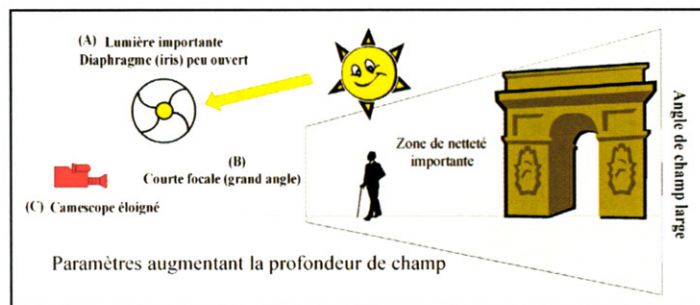 (A) Lumière importante
Diaphragme (iris) peu ouvert
(B)
Courte focale (grand angle)
(C) Camescope éloigné
Zone de netteté
importante
Angle de champ large
Paramètres augmentant la profondeur de champ